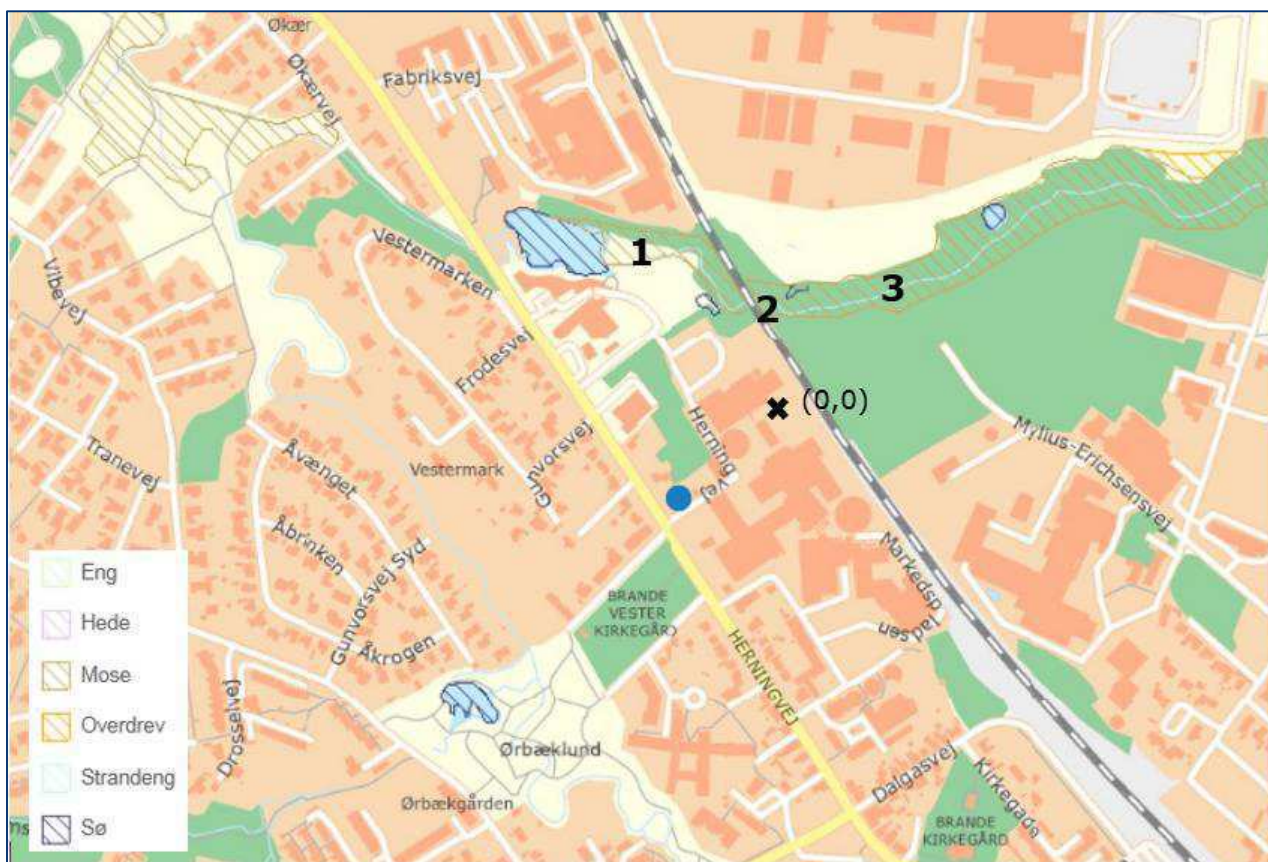 Økær
Økærvej
Fabriksvej
Vestermarken
Vibevej
1
2
3
Frodesvej
(0,0)
Herning Vej
Mylius-Erichsensvej
Gunvorsvej
Tranevej
Åvænget
Vestermark
Åbrinken
Gunvorsvej Syd
Markedspladsen
Åkrogen
BRANDE
VESTER
KIRKEGÅRD
HERNINGVEJ
Drosselvej
Ørbæklund
Ørbækgården
Dalgasvej
Kirkegade
BRANDE
KIRKEGÅRD
Eng
Hede
Mose
Overdrev
Strandeng
Sø